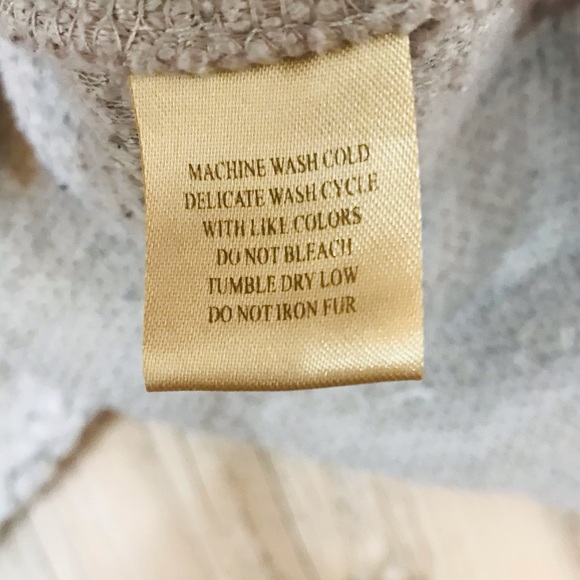 MACHINE WASH COLD
DELICATE WASH CYCLE
WITH LIKE COLORS
DO NOT BLEACH
TUMBLE DRY LOW
DO NOT IRON FUR